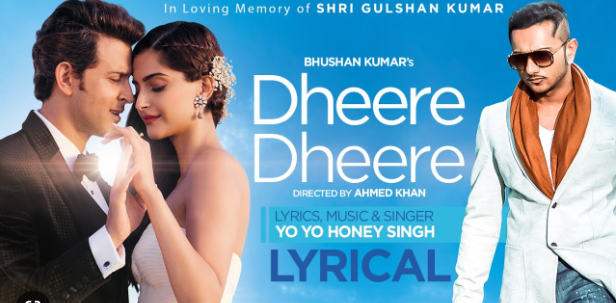 In Loving Memory of SHRI GULSHAN KUMAR
BHUSHAN KUMAR's
Dheere
Dheere
DIRECTED BY AHMED KHAN
LYRICS, MUSIC & SINGER
YO YO HONEY SINGH
LYRICAL